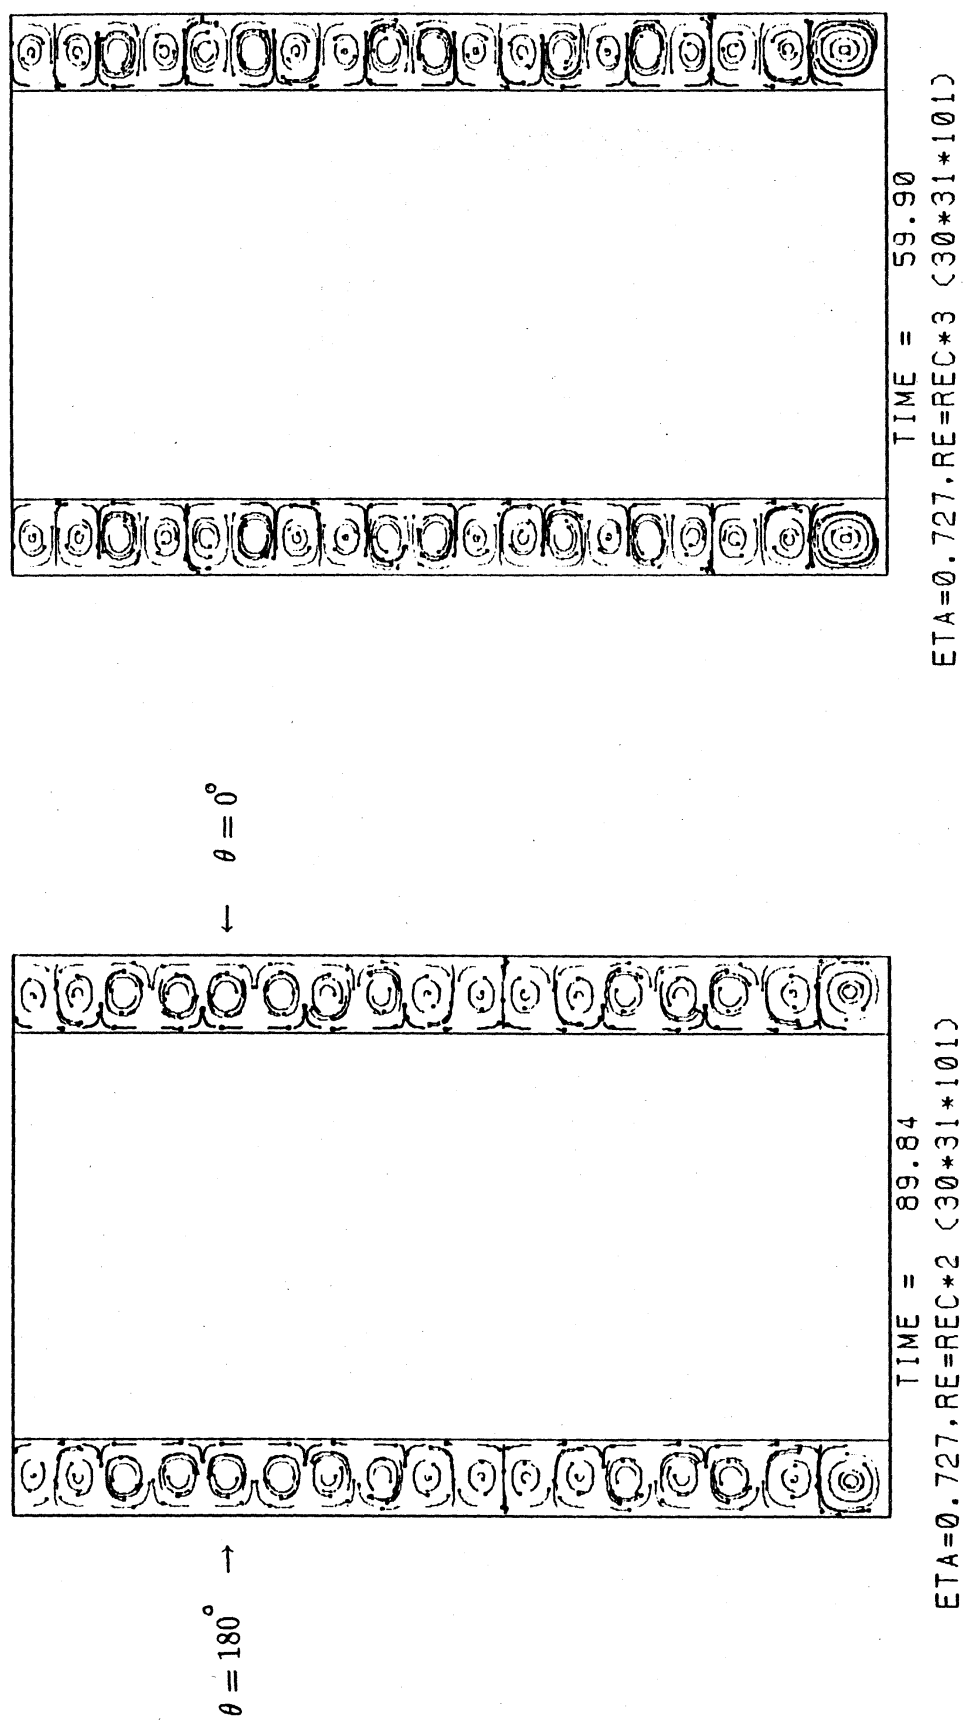 θ = 180° →
← θ = 0°
TIME = 89.84
ETA=0.727,RE=REC*2 (30*31*101)
TIME = 59.90
ETA=0.727,RE=REC*3 (30*31*101)